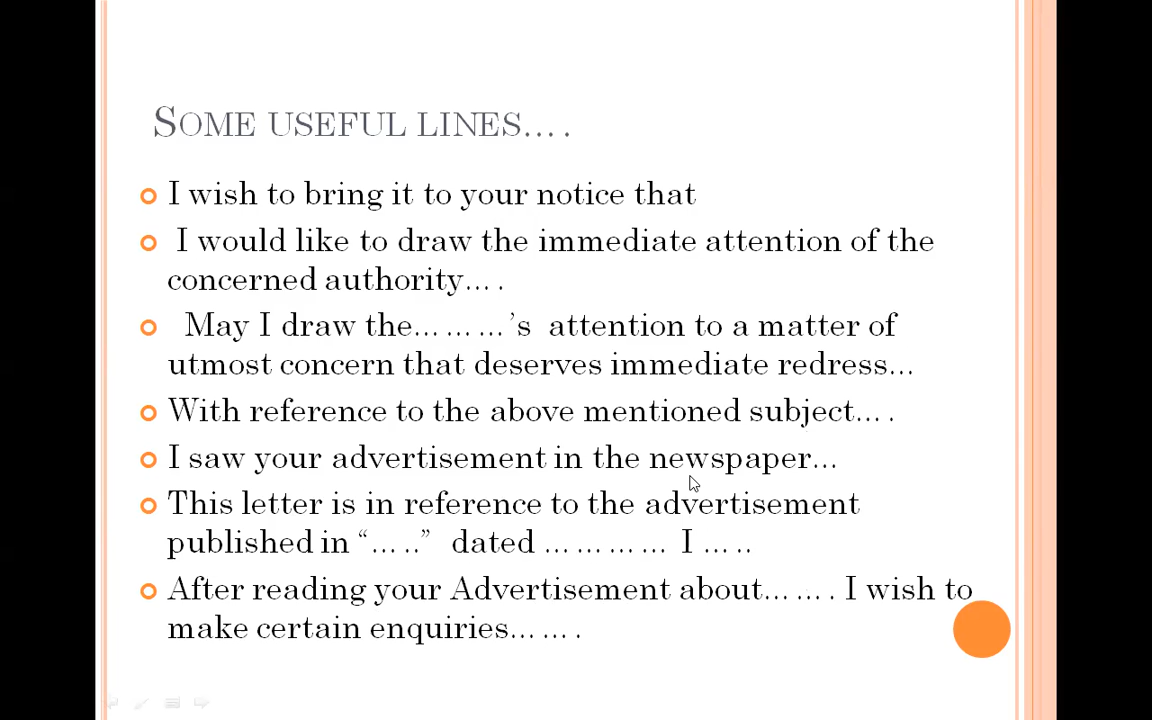 SOME USEFUL LINES....
I wish to bring it to your notice that
I would like to draw the immediate attention of the
concerned authority....
May I draw the.........'s attention to a matter of
utmost concern that deserves immediate redress...
With reference to the above mentioned subject....
I saw your advertisement in the newspaper...
This letter is in reference to the advertisement
published in “.....” dated ............ I .....
After reading your Advertisement about....... I wish to
make certain enquiries.......